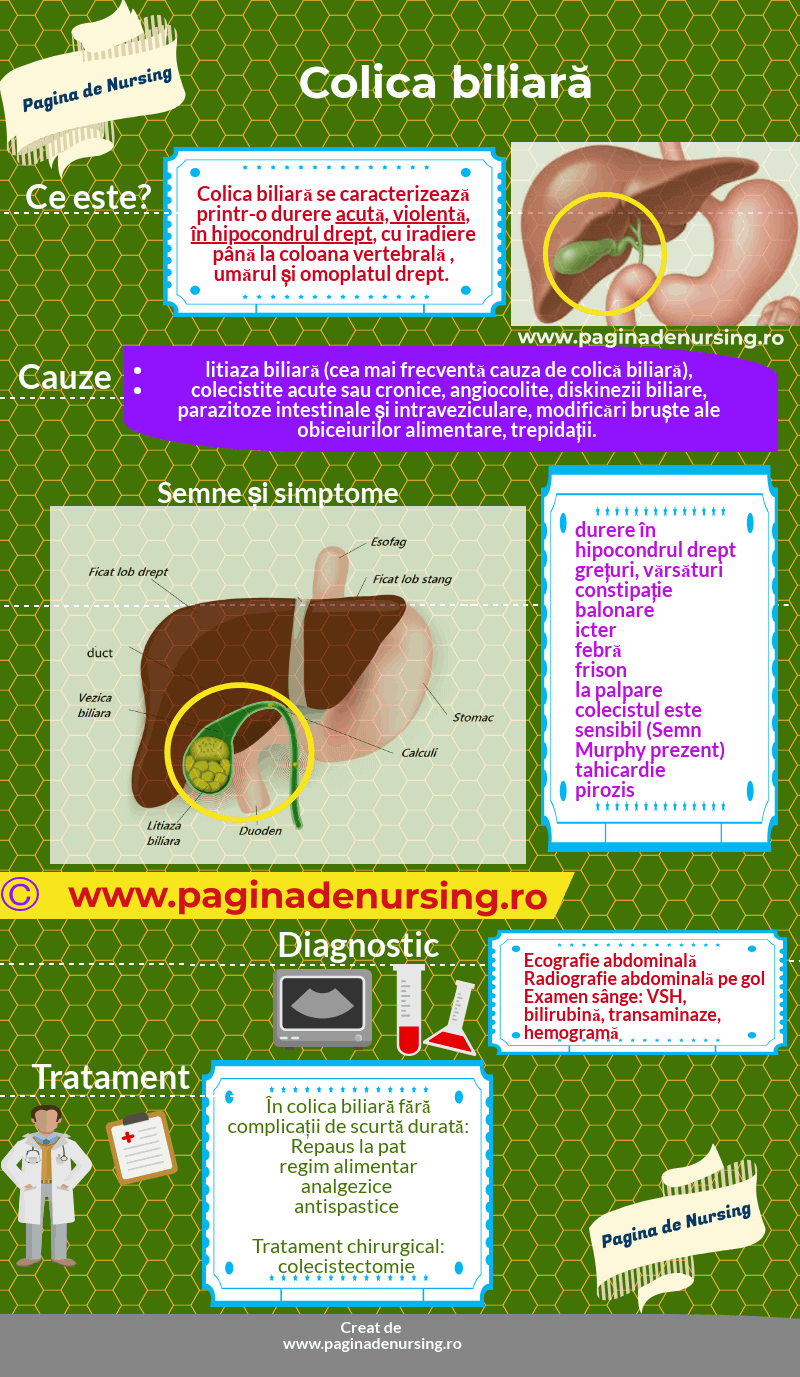 Pagina de Nursing
Colica biliară
Ce este?
Colica biliară se caracterizează
printr-o durere acută, violentă,
în hipocondrul drept, cu iradiere
până la coloana vertebrală ,
umărul și omoplatul drept.
www.paginadenursing.ro
Cauze
• litiaza biliară (cea mai frecventă cauza de colică biliară),
• colecistite acute sau cronice, angiocolite, diskinezii biliare,
parazitoze intestinale și intraveziculare, modificări bruște ale
obiceiurilor alimentare, trepidații.
Semne și simptome
Esofag
Ficat lob drept
Ficat lob stang
duct
Vezica
biliara
Stomac
Calculi
Litiaza
biliara
Duoden
durere în
hipocondrul drept
grețuri, vărsături
constipație
balonare
icter
febră
frison
la palpare
colecistul este
sensibil (Semn
Murphy prezent)
tahicardie
pirozis
© www.paginadenursing.ro
Diagnostic
Ecografie abdominală
Radiografie abdominală pe gol
Examen sânge: VSH,
bilirubină, transaminaze,
hemogramă
Tratament
În colica biliară fără
complicații de scurtă durată:
Repaus la pat
regim alimentar
analgezice
antispastice
Tratament chirurgical:
colecistectomie
Pagina de Nursing
Creat de
www.paginadenursing.ro